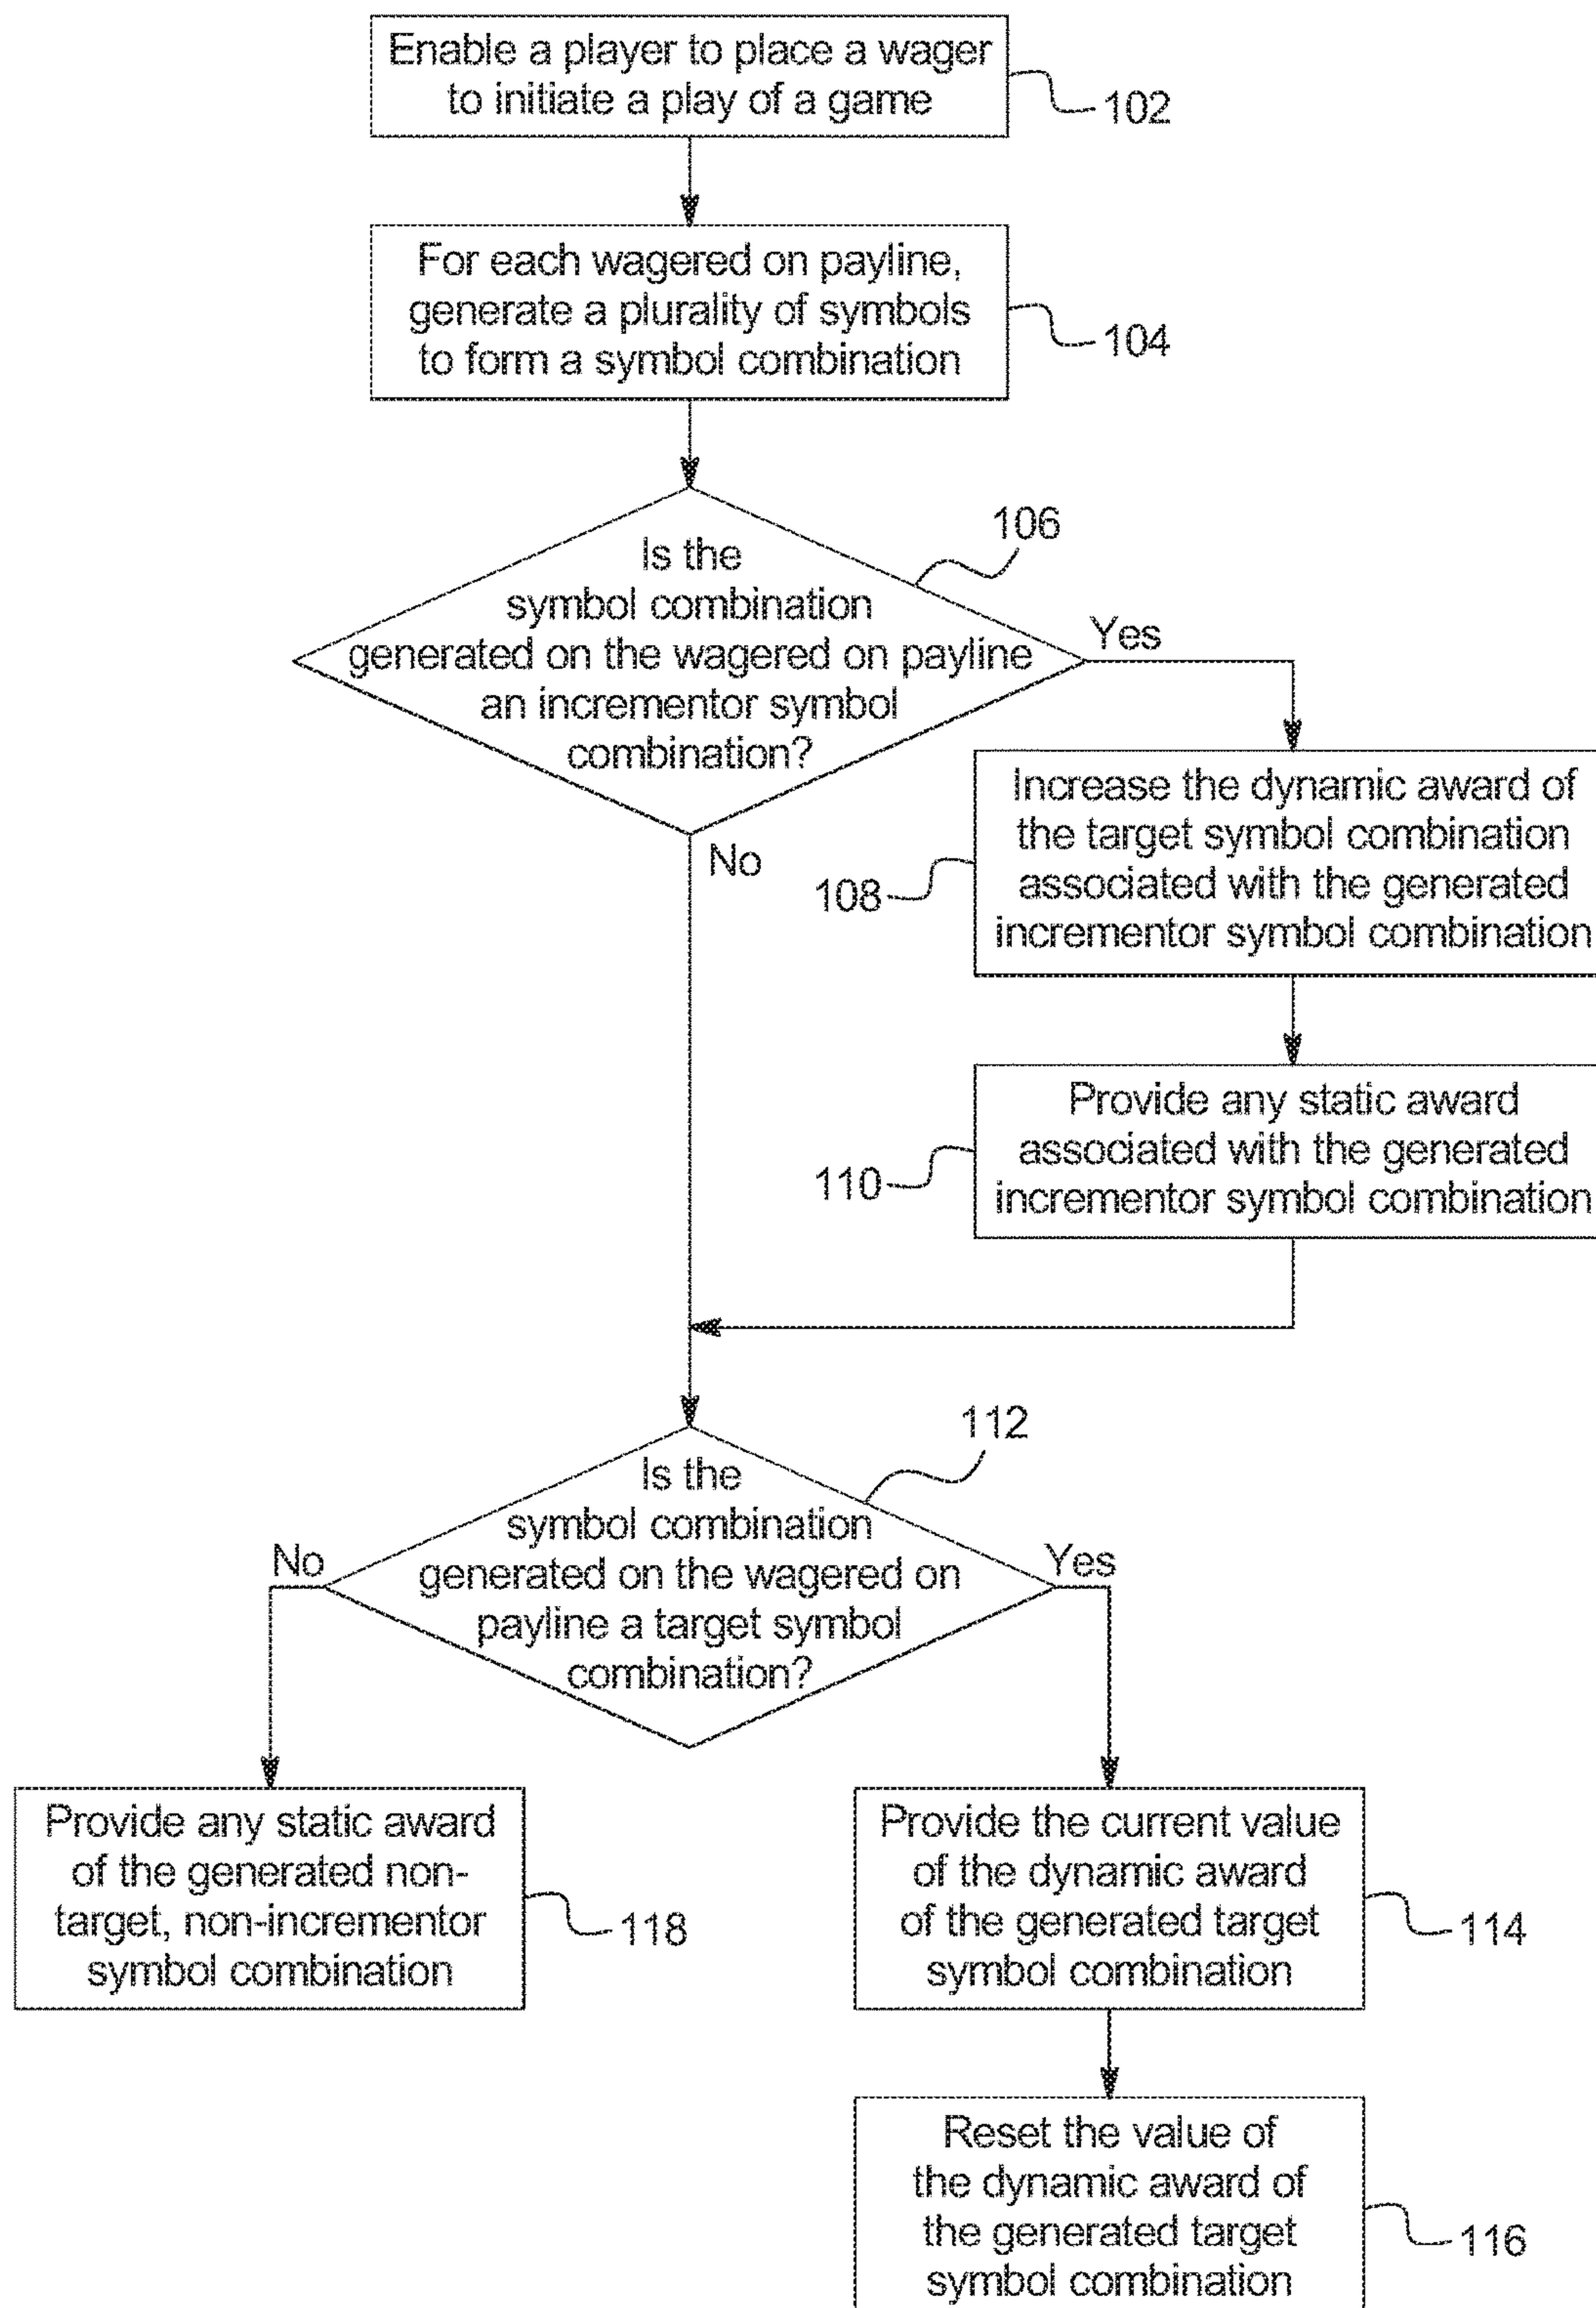 Enable a player to place a wager
to initiate a play of a game
102
For each wagered on payline,
generate a plurality of symbols
to form a symbol combination
104
Is the
symbol combination
generated on the wagered on payline
an incrementor symbol
combination?
106
Yes
No
Increase the dynamic award of
the target symbol combination
associated with the generated
incrementor symbol combination
108
Provide any static award
associated with the generated
incrementor symbol combination
110
Is the
symbol combination
generated on the wagered on
payline a target symbol
combination?
112
No
Yes
Provide any static award
of the generated non-
target, non-incrementor
symbol combination
118
Provide the current value
of the dynamic award
of the generated target
symbol combination
114
Reset the value of
the dynamic award of
the generated target
symbol combination
116